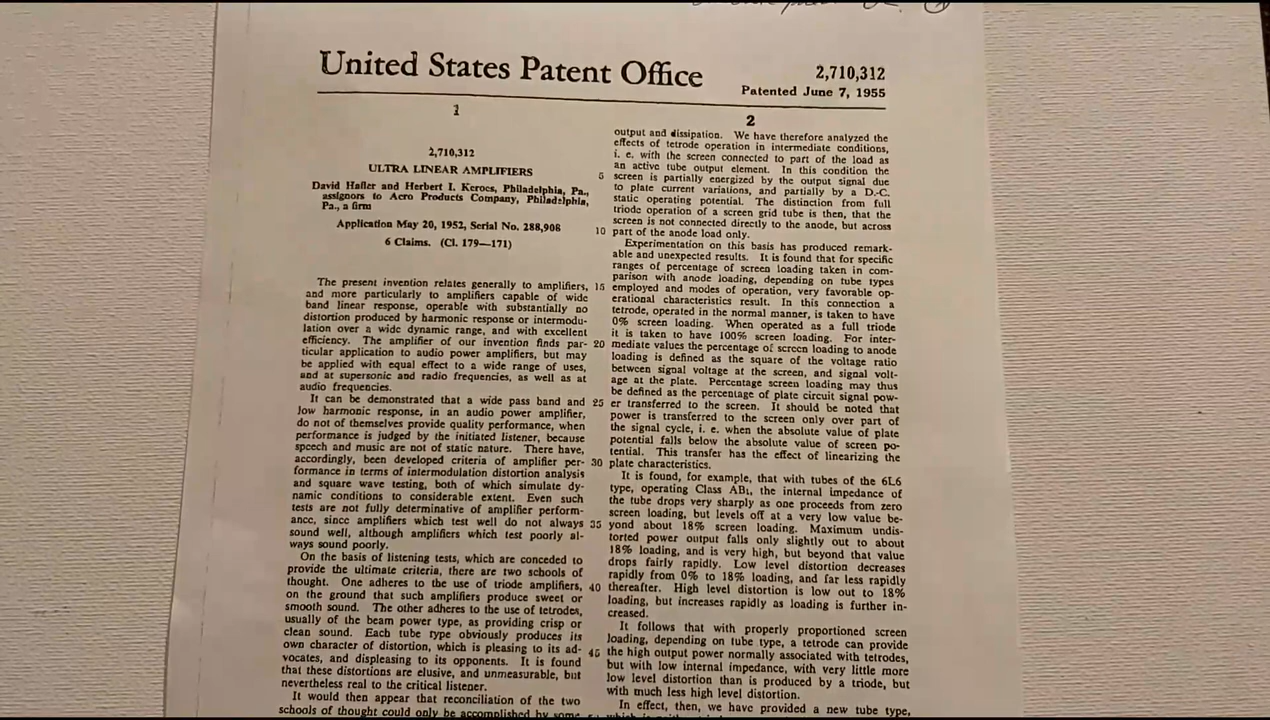 United States Patent Office
2,710,312
Patented June 7, 1955
1
2,710,312
ULTRA LINEAR AMPLIFIERS
David Hafler and Herbert I. Keroes, Philadelphia, Pa.,
assignors to Acro Products Company, Philadelphia,
Pa., a firm
Application May 20, 1952, Serial No. 288,908
6 Claims. (Cl. 179—171)
The present invention relates generally to amplifiers,
and more particularly to amplifiers capable of wide
band linear response, operable with substantially no
distortion produced by harmonic response or intermodu-
lation over a wide dynamic range, and with excellent
efficiency. The amplifier of our invention finds par-
ticular application to audio power amplifiers, but may
be applied with equal effect to a wide range of uses,
and at supersonic and radio frequencies, as well as at
audio frequencies.
It can be demonstrated that a wide pass band and
low harmonic response, in an audio power amplifier,
do not of themselves provide quality performance, when
performance is judged by the initiated listener, because
speech and music are not of static nature. There have,
accordingly, been developed criteria of amplifier per-
formance in terms of intermodulation distortion analysis
and square wave testing, both of which simulate dy-
namic conditions to considerable extent. Even such
tests are not fully determinative of amplifier perform-
ance, since amplifiers which test well do not always
sound well, although amplifiers which test poorly al-
ways sound poorly.
On the basis of listening tests, which are conceded to
provide the ultimate criteria, there are two schools of
thought. One adheres to the use of triode amplifiers,
on the ground that such amplifiers produce sweet or
smooth sound. The other adheres to the use of tetrodes,
usually of the beam power type, as providing crisp or
clean sound. Each tube type obviously produces its
own character of distortion, which is pleasing to its ad-
vocates, and displeasing to its opponents. It is found
that these distortions are elusive, and unmeasurable, but
nevertheless real to the critical listener.
It would then appear that reconciliation of the two
schools of thought could only be accomplished by some
5
10
15
20
25
30
35
40
45
2
output and dissipation. We have therefore analyzed the
effects of tetrode operation in intermediate conditions,
i. e. with the screen connected to part of the load as
an active tube output element. In this condition the
screen is partially energized by the output signal due
to plate current variations, and partially by a D.-C.
static operating potential. The distinction from full
triode operation of a screen grid tube is then, that the
screen is not connected directly to the anode, but across
part of the anode load only.
Experimentation on this basis has produced remark-
able and unexpected results. It is found that for specific
ranges of percentage of screen loading taken in com-
parison with anode loading, depending on tube types
employed and modes of operation, very favorable op-
erational characteristics result. In this connection a
tetrode, operated in the normal manner, is taken to have
0% screen loading. When operated as a full triode
it is taken to have 100% screen loading. For inter-
mediate values the percentage of screen loading to anode
loading is defined as the square of the voltage ratio
between signal voltage at the screen, and signal volt-
age at the plate. Percentage screen loading may thus
be defined as the percentage of plate circuit signal pow-
er transferred to the screen. It should be noted that
power is transferred to the screen only over part of
the signal cycle, i. e. when the absolute value of plate
potential falls below the absolute value of screen po-
tential. This transfer has the effect of linearizing the
plate characteristics.
It is found, for example, that with tubes of the 6L6
type, operating Class AB₁, the internal impedance of
the tube drops very sharply as one proceeds from zero
screen loading, but levels off at a very low value be-
yond about 18% screen loading. Maximum undis-
torted power output falls only slightly out to about
18% loading, and is very high, but beyond that value
drops fairly rapidly. Low level distortion decreases
rapidly from 0% to 18% loading, and far less rapidly
thereafter. High level distortion is low out to 18%
loading, but increases rapidly as loading is further in-
creased.
It follows that with properly proportioned screen
loading, depending on tube type, a tetrode can provide
the high output power normally associated with tetrodes,
but with low internal impedance, with very little more
low level distortion than is produced by a triode, but
with much less high level distortion.
In effect, then, we have provided a new tube type,